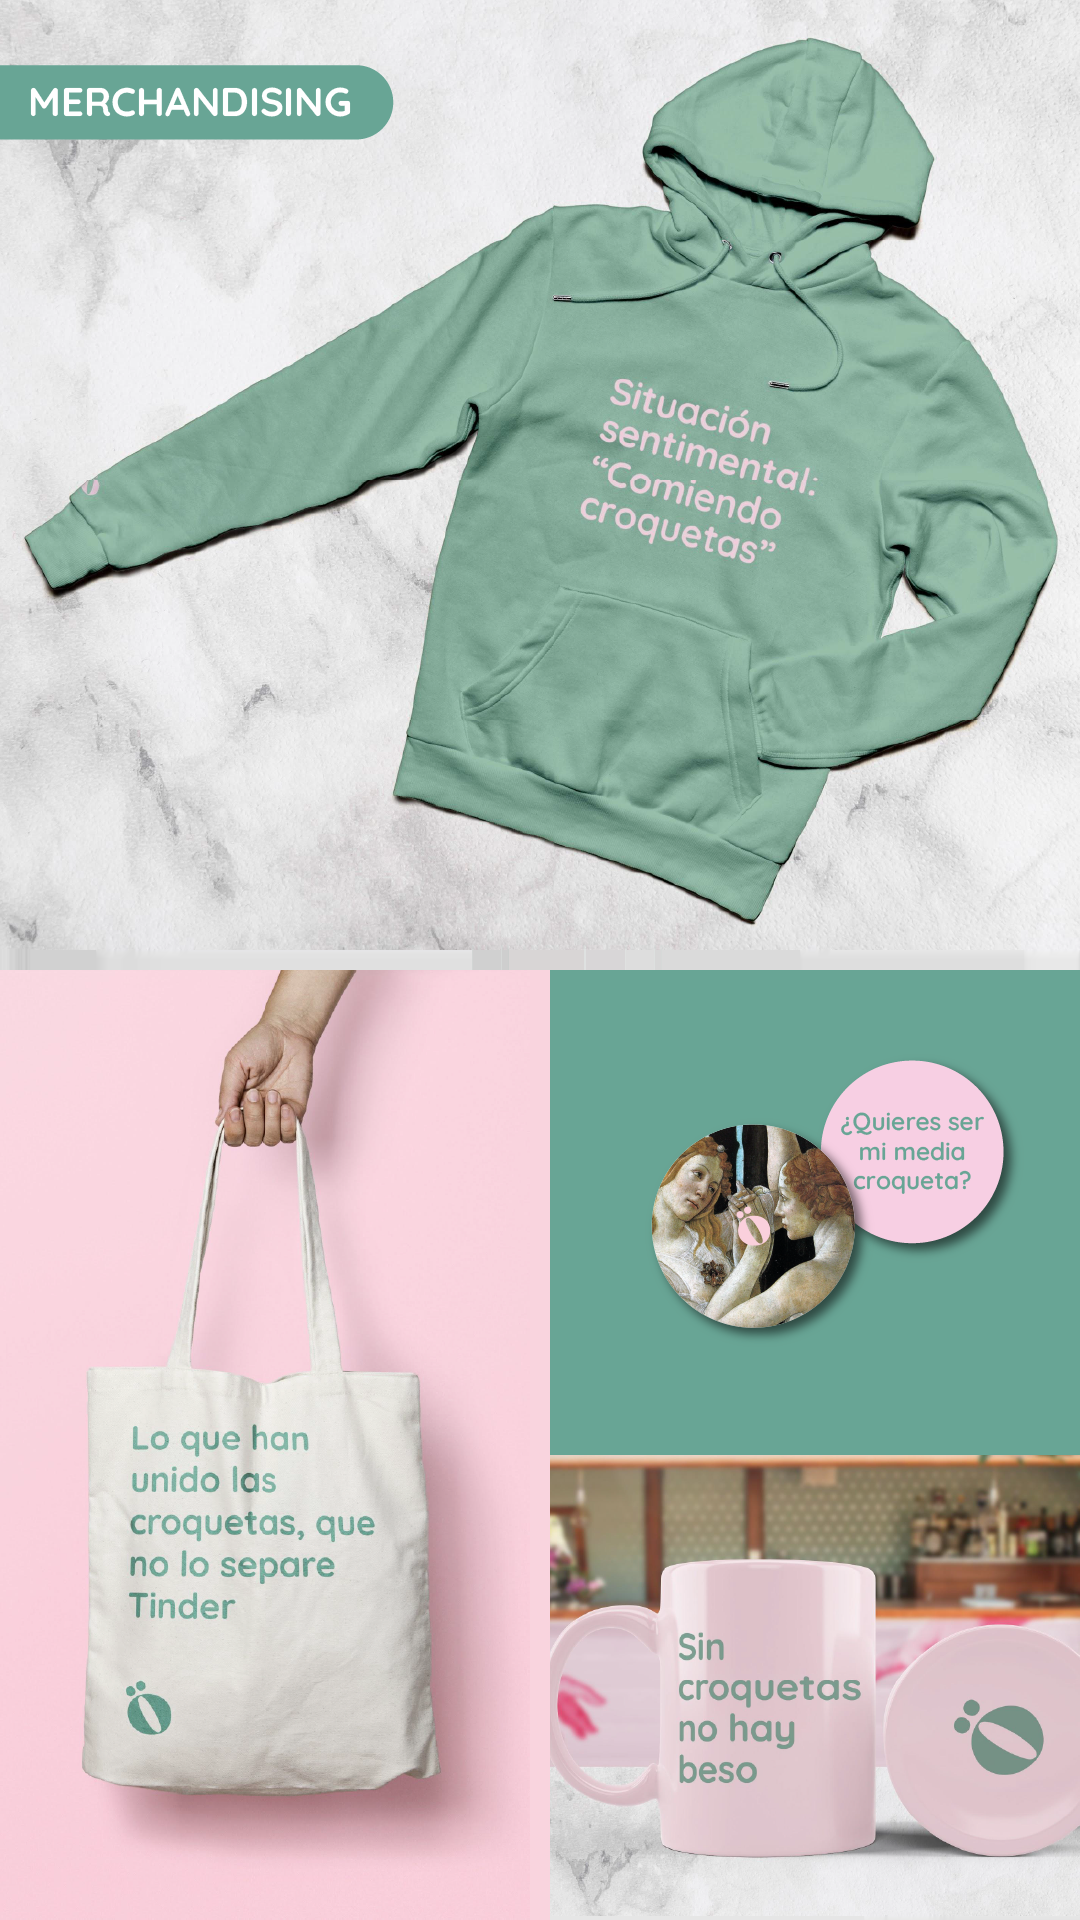 MERCHANDISING
Situación
sentimental:
“Comiendo
croquetas”
Lo que han
unido las
croquetas, que
no lo separe
Tinder
¿Quieres ser
mi media
croqueta?
Sin
croquetas
no hay
beso